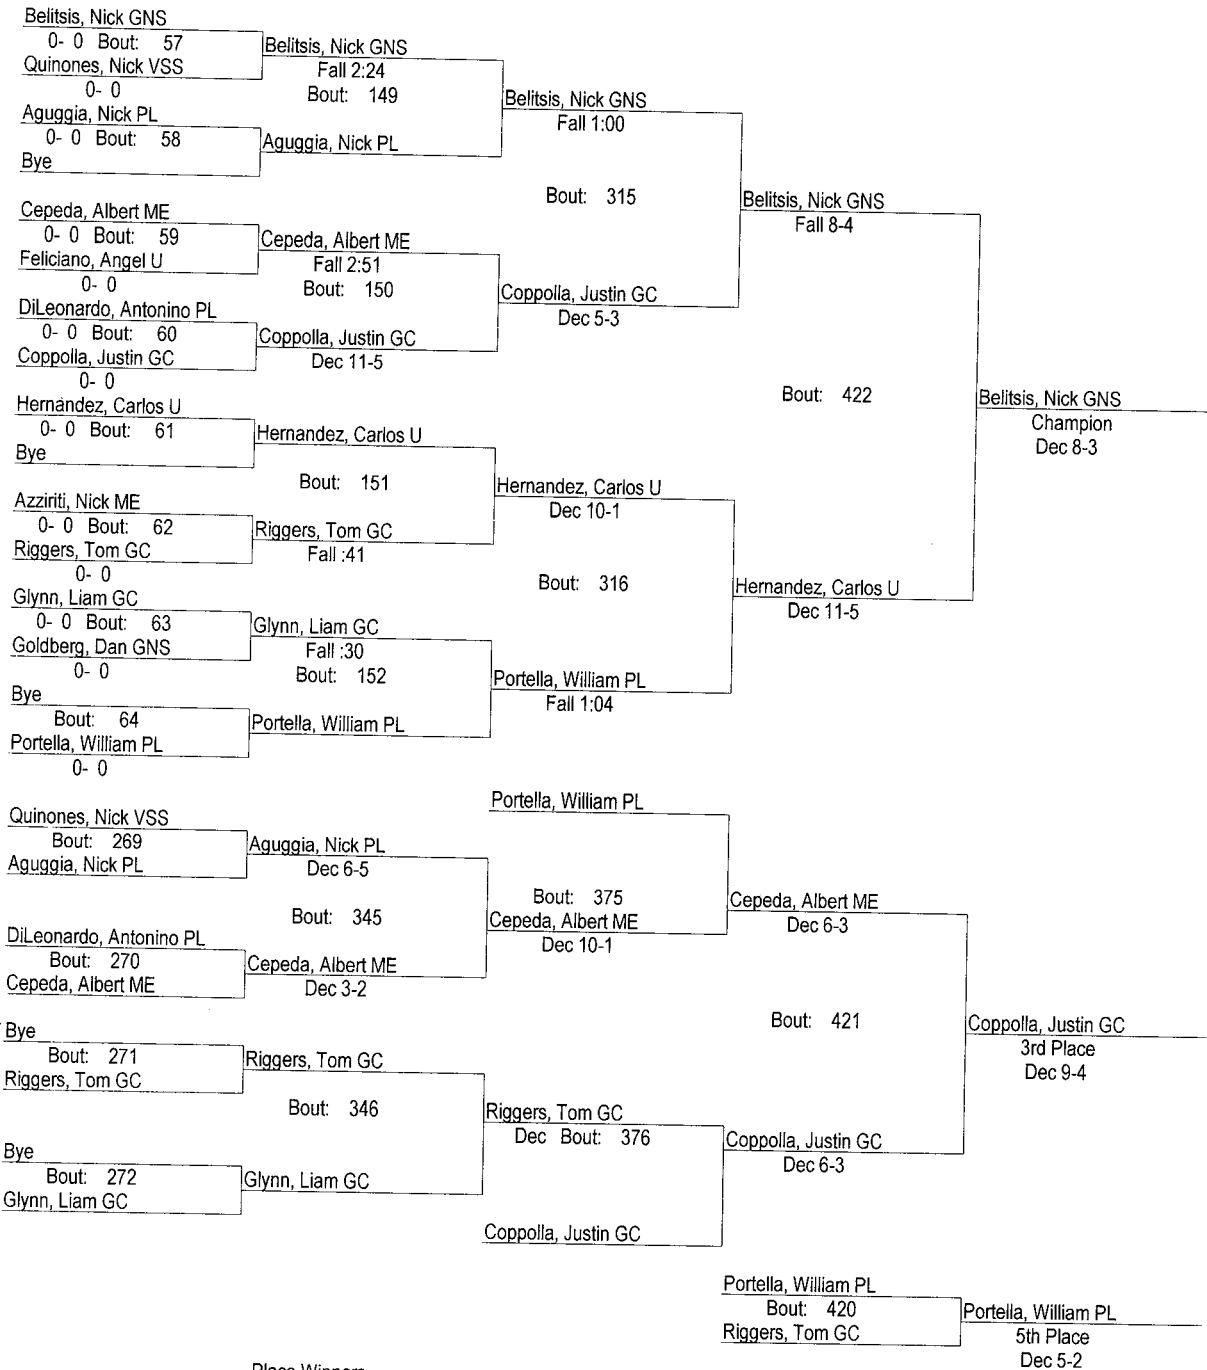 Belitsis, Nick GNS
0- 0 Bout: 57
Quinones, Nick VSS
0- 0
Aguggia, Nick PL
0- 0 Bout: 58
Bye
Cepeda, Albert ME
0- 0 Bout: 59
Feliciano, Angel U
0- 0
DiLeonardo, Antonino PL
0- 0 Bout: 60
Coppolla, Justin GC
0- 0
Hernandez, Carlos U
0- 0 Bout: 61
Bye
Azziriti, Nick ME
0- 0 Bout: 62
Riggers, Tom GC
0- 0
Glynn, Liam GC
0- 0 Bout: 63
Goldberg, Dan GNS
0- 0
Bye
Bout: 64
Portella, William PL
0- 0
Belitsis, Nick GNS
Fall 2:24
Bout: 149
Aguggia, Nick PL
Cepeda, Albert ME
Fall 2:51
Bout: 150
Coppolla, Justin GC
Dec 11-5
Hernandez, Carlos U
Bout: 151
Riggers, Tom GC
Fall :41
Glynn, Liam GC
Fall :30
Bout: 152
Portella, William PL
Belitsis, Nick GNS
Fall 1:00
Bout: 315
Coppolla, Justin GC
Dec 5-3
Hernandez, Carlos U
Dec 10-1
Bout: 316
Portella, William PL
Fall 1:04
Belitsis, Nick GNS
Fall 8-4
Bout: 422
Hernandez, Carlos U
Dec 11-5
Belitsis, Nick GNS
Champion
Dec 8-3
Quinones, Nick VSS
Bout: 269
Aguggia, Nick PL
DiLeonardo, Antonino PL
Bout: 270
Cepeda, Albert ME
Bye
Bout: 271
Riggers, Tom GC
Bye
Bout: 272
Glynn, Liam GC
Aguggia, Nick PL
Dec 6-5
Bout: 345
Cepeda, Albert ME
Dec 3-2
Riggers, Tom GC
Bout: 346
Glynn, Liam GC
Portella, William PL
Bout: 375
Cepeda, Albert ME
Dec 10-1
Riggers, Tom GC
Dec Bout: 376
Coppolla, Justin GC
Cepeda, Albert ME
Dec 6-3
Bout: 421
Coppolla, Justin GC
Dec 6-3
Coppolla, Justin GC
3rd Place
Dec 9-4
Portella, William PL
Bout: 420
Riggers, Tom GC
Portella, William PL
5th Place
Dec 5-2
Place Winners